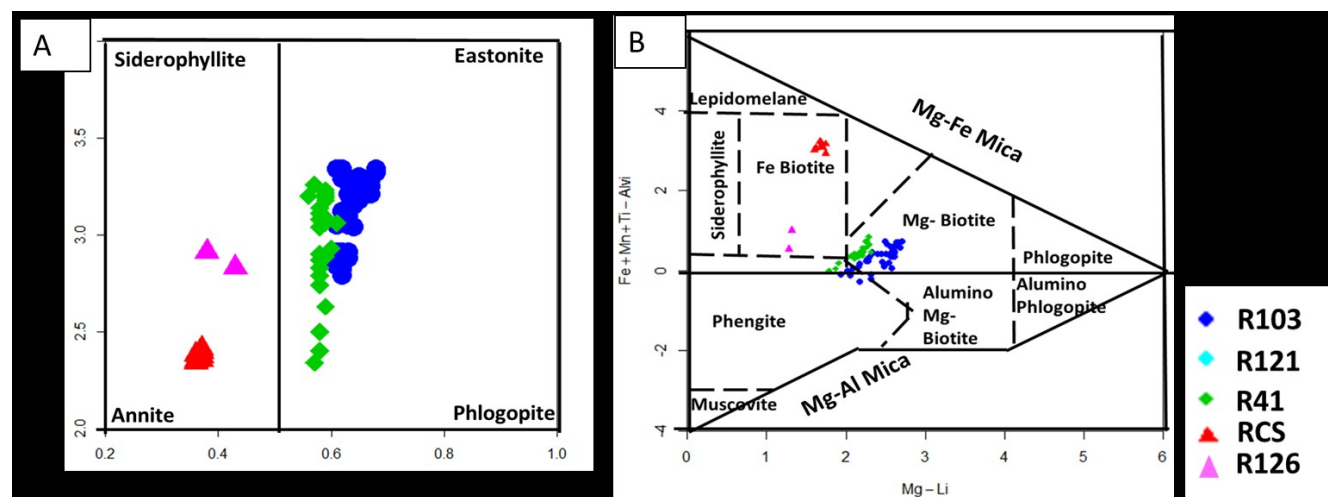 A
Siderophyllite
Eastonite
Annite
Phlogopite
3.5
3.0
2.5
2.0
0.2
0.4
0.6
0.8
1.0
B
Lepidomelane
Mg-Fe Mica
Siderophyllite
Fe Biotite
Mg- Biotite
Phlogopite
Alumino
Phlogopite
Alumino
Mg-
Biotite
Phengite
Muscovite
Mg-Al Mica
Fe + Mn + Ti – Alvi
4
2
0
-2
-4
0
1
2
3
4
5
6
Mg – Li
R103
R121
R41
RCS
R126